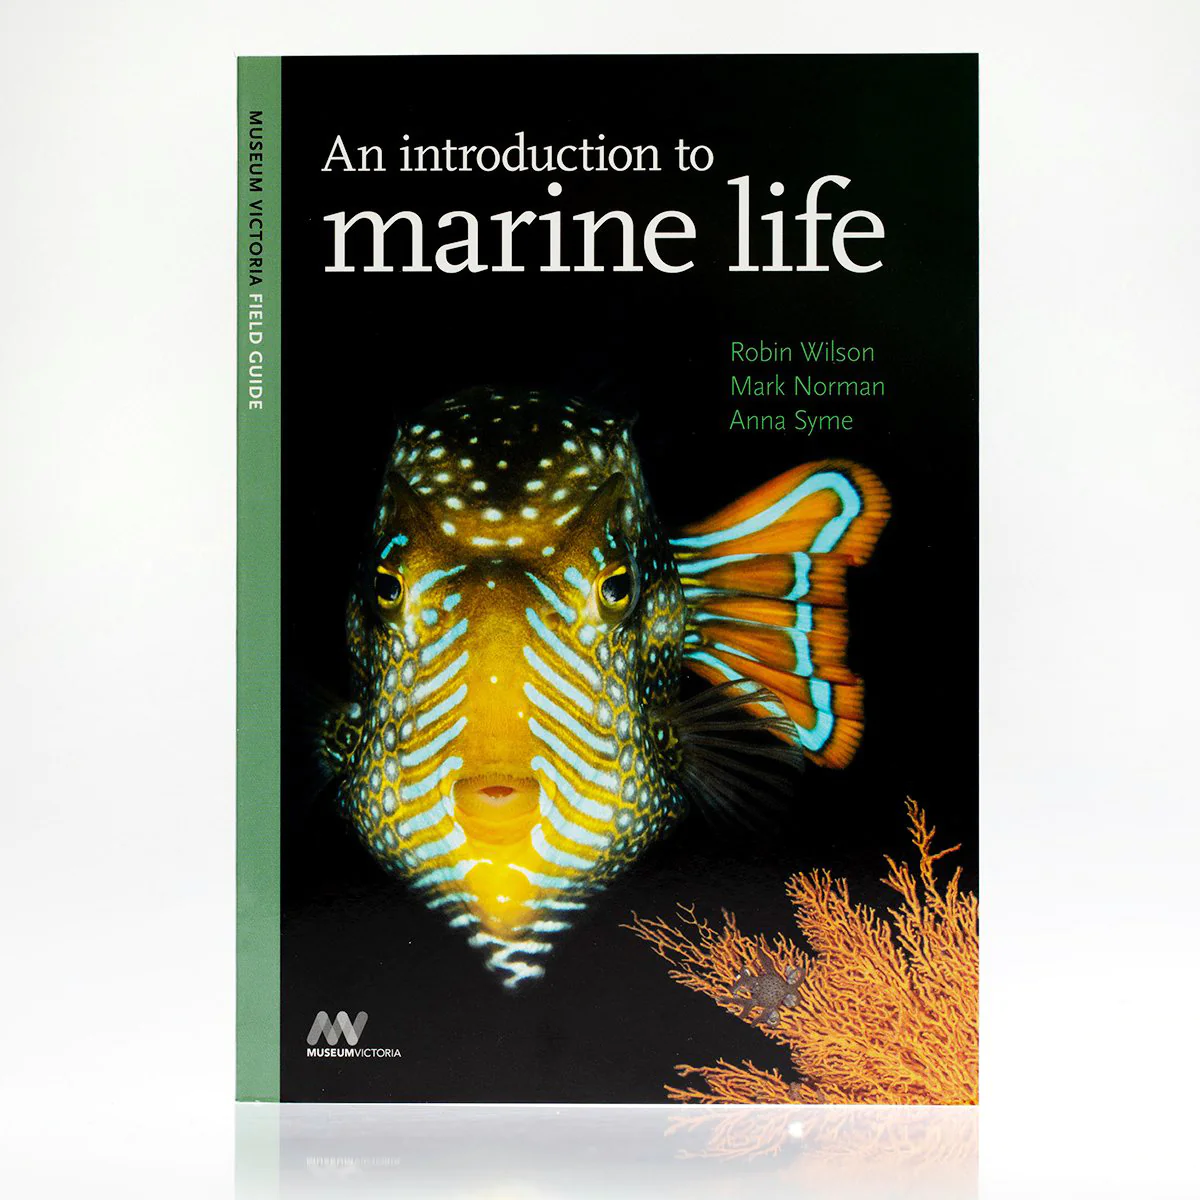 MUSEUM VICTORIA FIELD GUIDE
An introduction to
marine life
Robin Wilson
Mark Norman
Anna Syme
MUSEUMVICTORIA